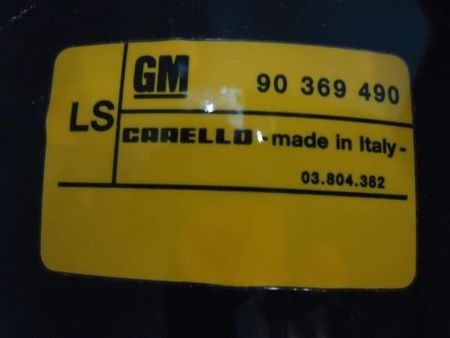 GM 90 369 490
LS
CARELLO - made in Italy -
03.804.382